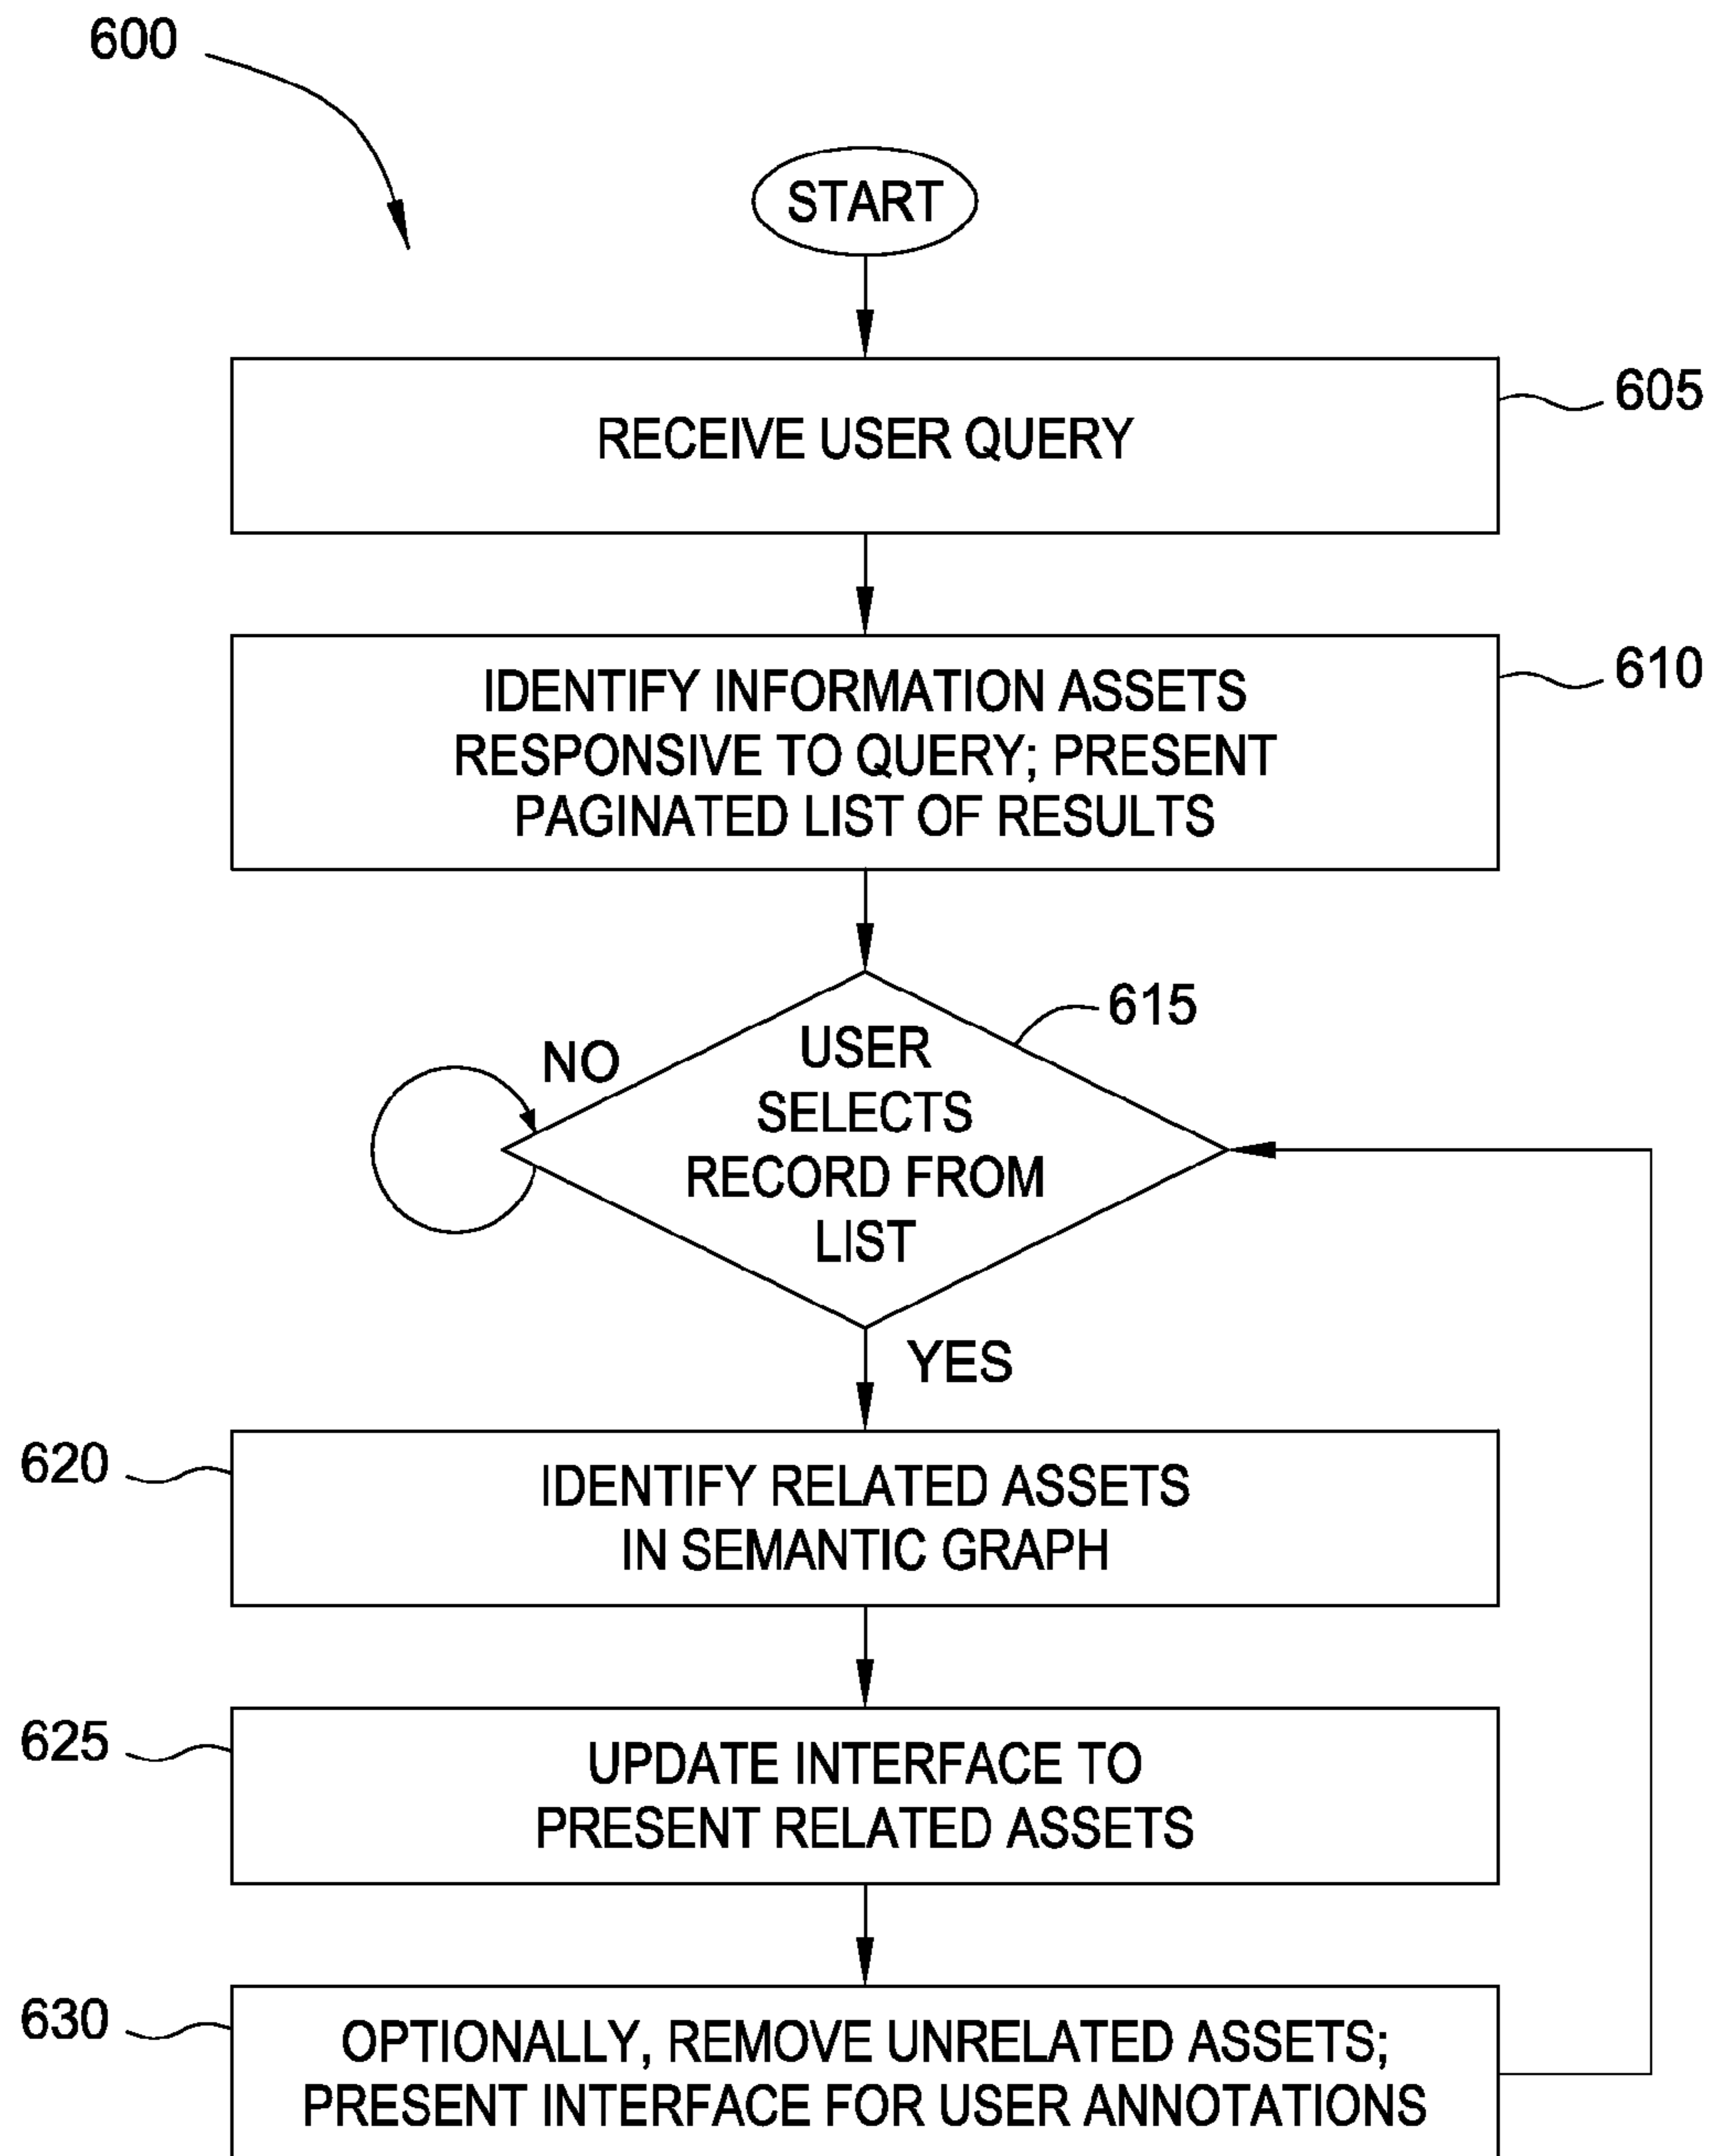 600
START
RECEIVE USER QUERY
605
IDENTIFY INFORMATION ASSETS
RESPONSIVE TO QUERY; PRESENT
PAGINATED LIST OF RESULTS
610
USER
SELECTS
RECORD FROM
LIST
615
NO
YES
620
IDENTIFY RELATED ASSETS
IN SEMANTIC GRAPH
625
UPDATE INTERFACE TO
PRESENT RELATED ASSETS
630
OPTIONALLY, REMOVE UNRELATED ASSETS;
PRESENT INTERFACE FOR USER ANNOTATIONS